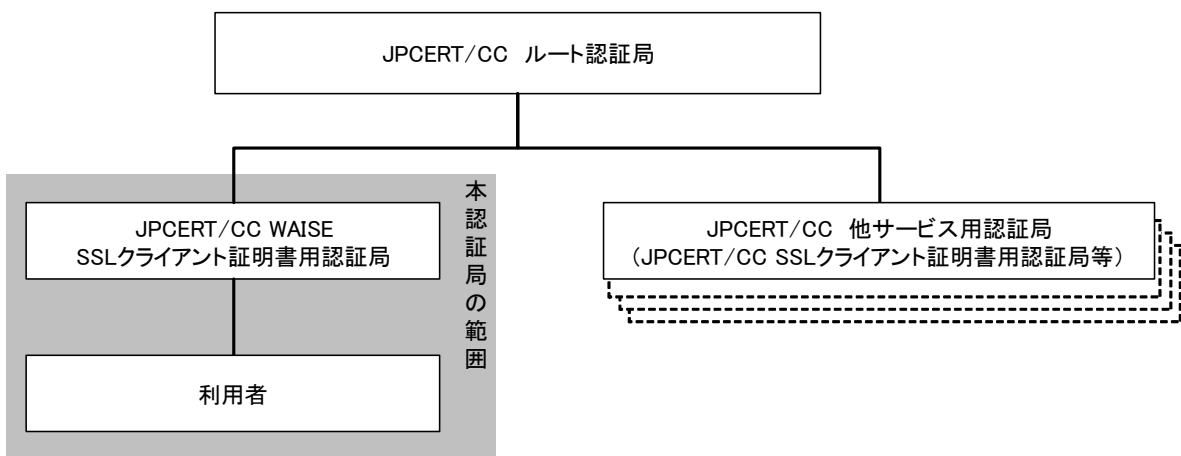 JPCERT/CC ルート認証局
JPCERT/CC WAISE
SSLクライアント証明書用認証局
利用者
本認証局の範囲
JPCERT/CC 他サービス用認証局
(JPCERT/CC SSLクライアント証明書用認証局等)